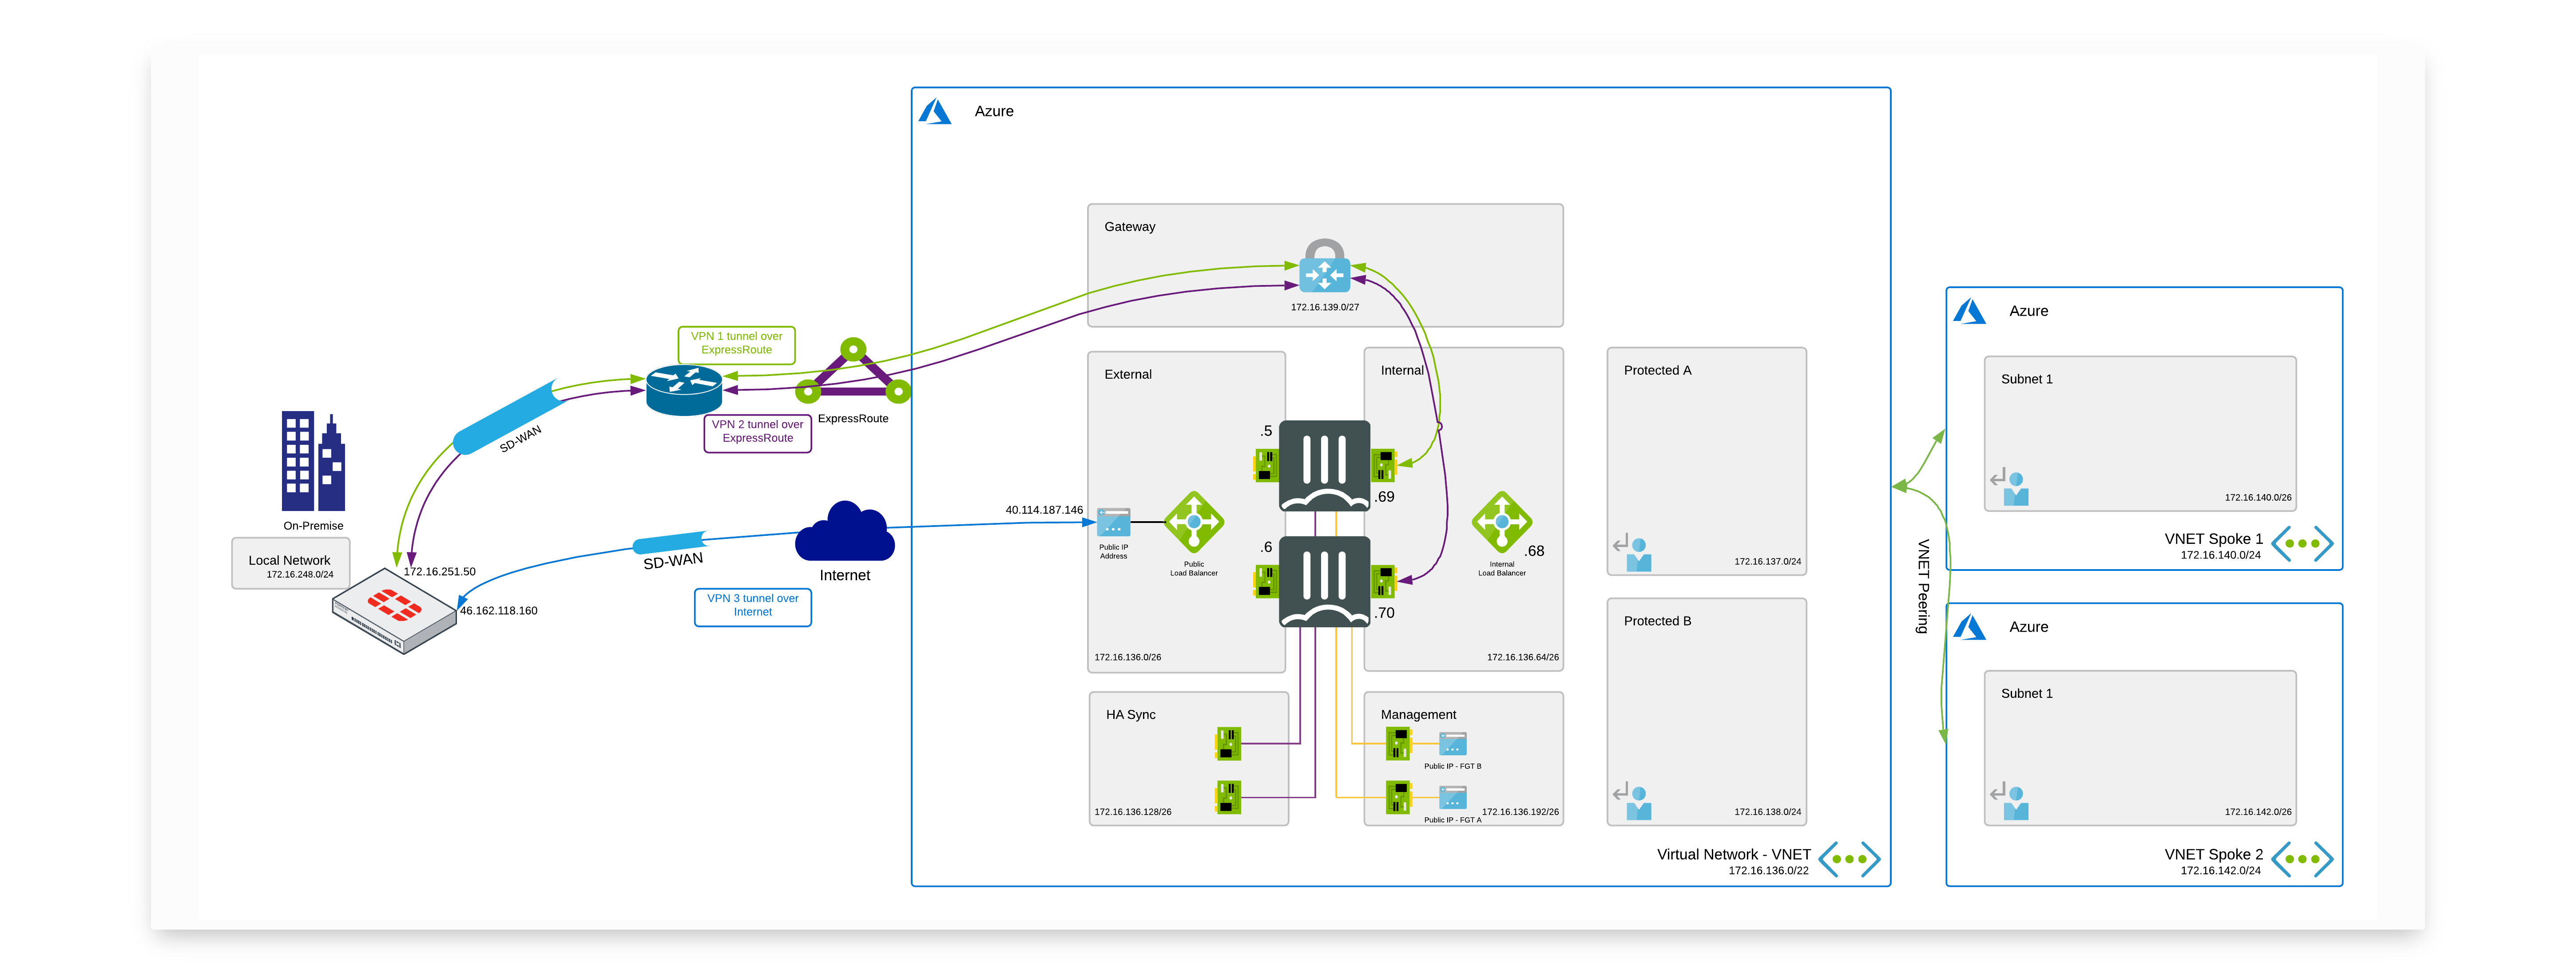 Azure
Gateway
172.16.139.0/27
VPN 1 tunnel over
ExpressRoute
VPN 2 tunnel over
ExpressRoute
ExpressRoute
SD-WAN
On-Premise
Local Network
172.16.248.0/24
172.16.251.50
46.162.118.160
SD-WAN
Internet
VPN 3 tunnel over
Internet
40.114.187.146
External
Public IP
Address
Public
Load Balancer
172.16.136.0/26
.5
.6
.69
.70
Internal
.68
Internal
Load Balancer
172.16.136.64/26
HA Sync
172.16.136.128/26
Management
Public IP - FGT B
Public IP - FGT A
172.16.136.192/26
Protected A
172.16.137.0/24
Protected B
172.16.138.0/24
Virtual Network - VNET
172.16.136.0/22
VNET Peering
Azure
Subnet 1
172.16.140.0/26
VNET Spoke 1
172.16.140.0/24
Azure
Subnet 1
172.16.142.0/26
VNET Spoke 2
172.16.142.0/24